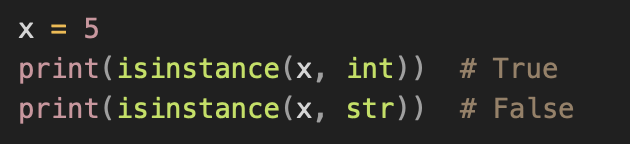 x = 5
print(isinstance(x, int))  # True
print(isinstance(x, str))  # False